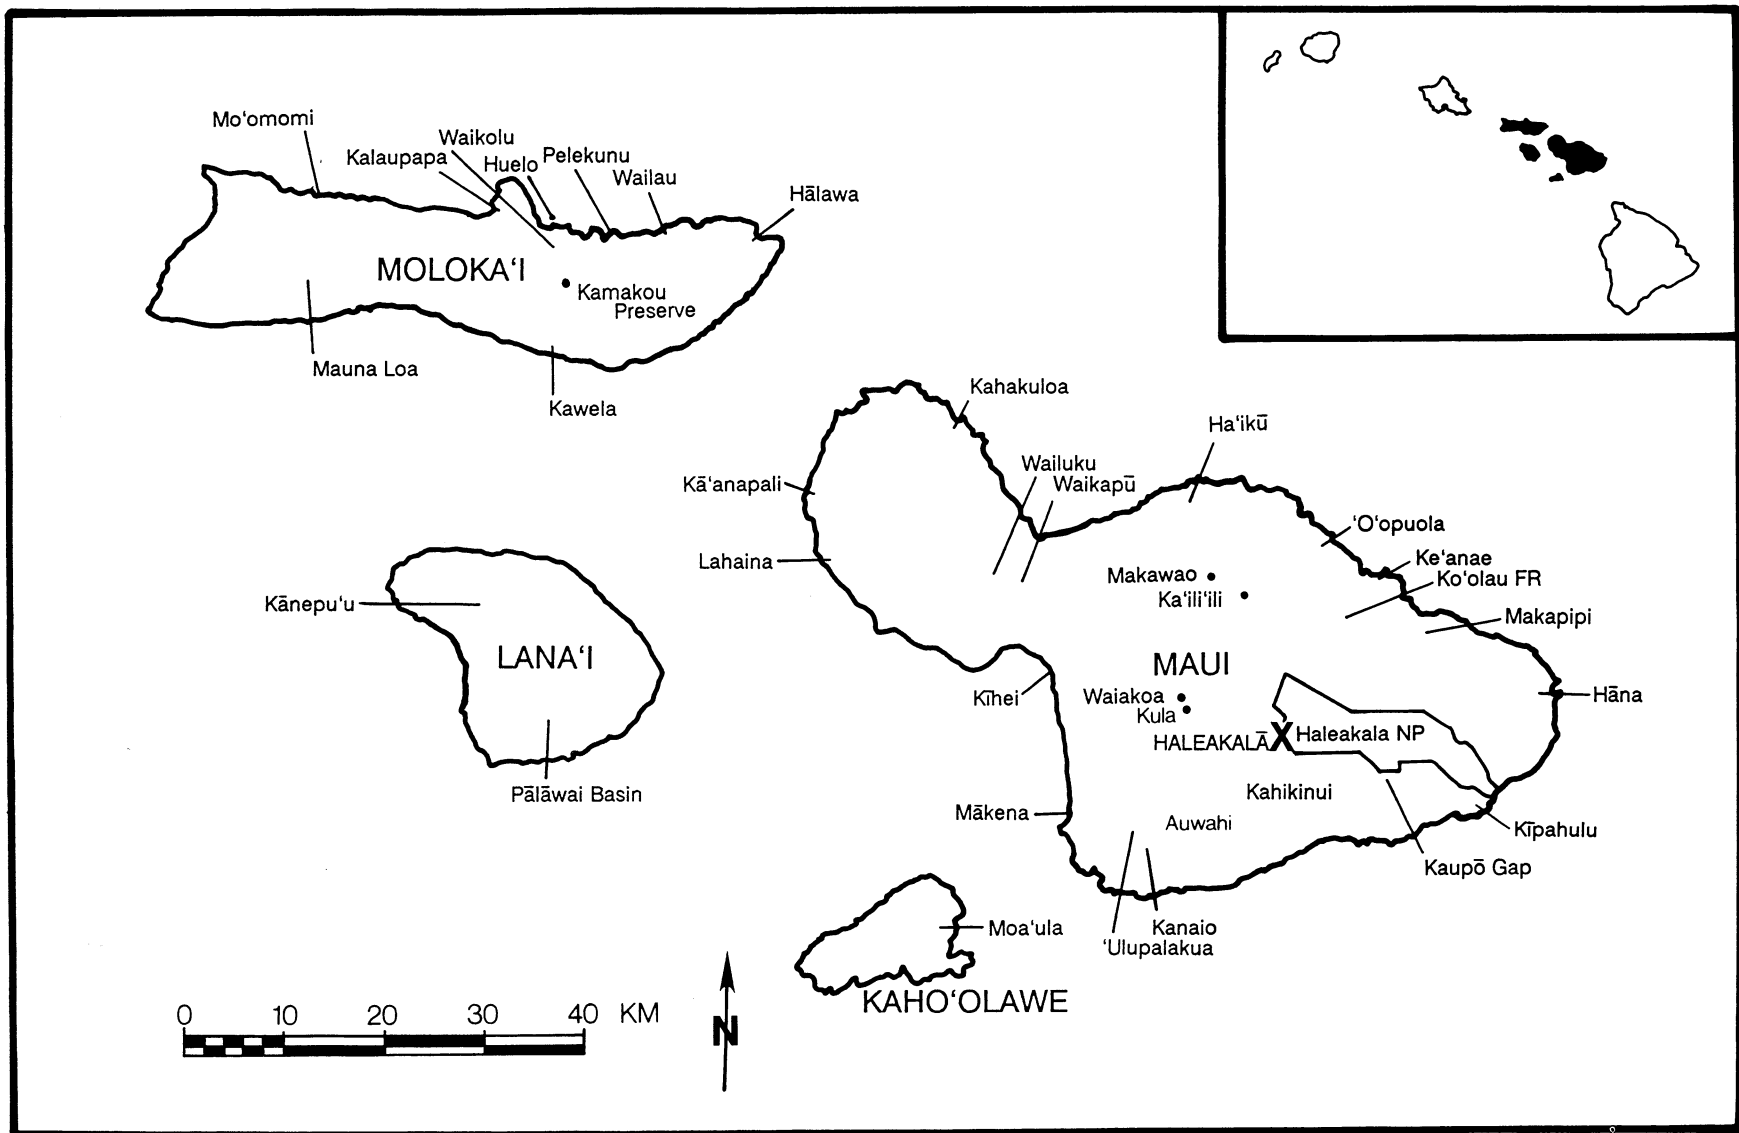 Mo‘omomi
Waikolu
Kalaupapa
Huelo
Pelekunu
Wailau
Hālawa
MOLOKA‘I
Kamakou
Preserve
Mauna Loa
Kawela
Kahakuloa
Ha‘ikū
Wailuku
Waikapū
Kā‘anapali
‘O‘opuola
Lahaina
Ke‘anae
Ko‘olau FR
Makawao
Ka‘ili‘ili
Makapipi
Kānepu‘u
LANA‘I
MAUI
Kīhei
Waiakoa
Kula
Hāna
HALEAKALĀ
X
Haleakala NP
Pālāwai Basin
Kahikinui
Mākena
Auwahi
Kīpahulu
Kaupō Gap
Moa‘ula
Kanaio
‘Ulupalakua
KAHO‘OLAWE
0 10 20 30 40 KM
N